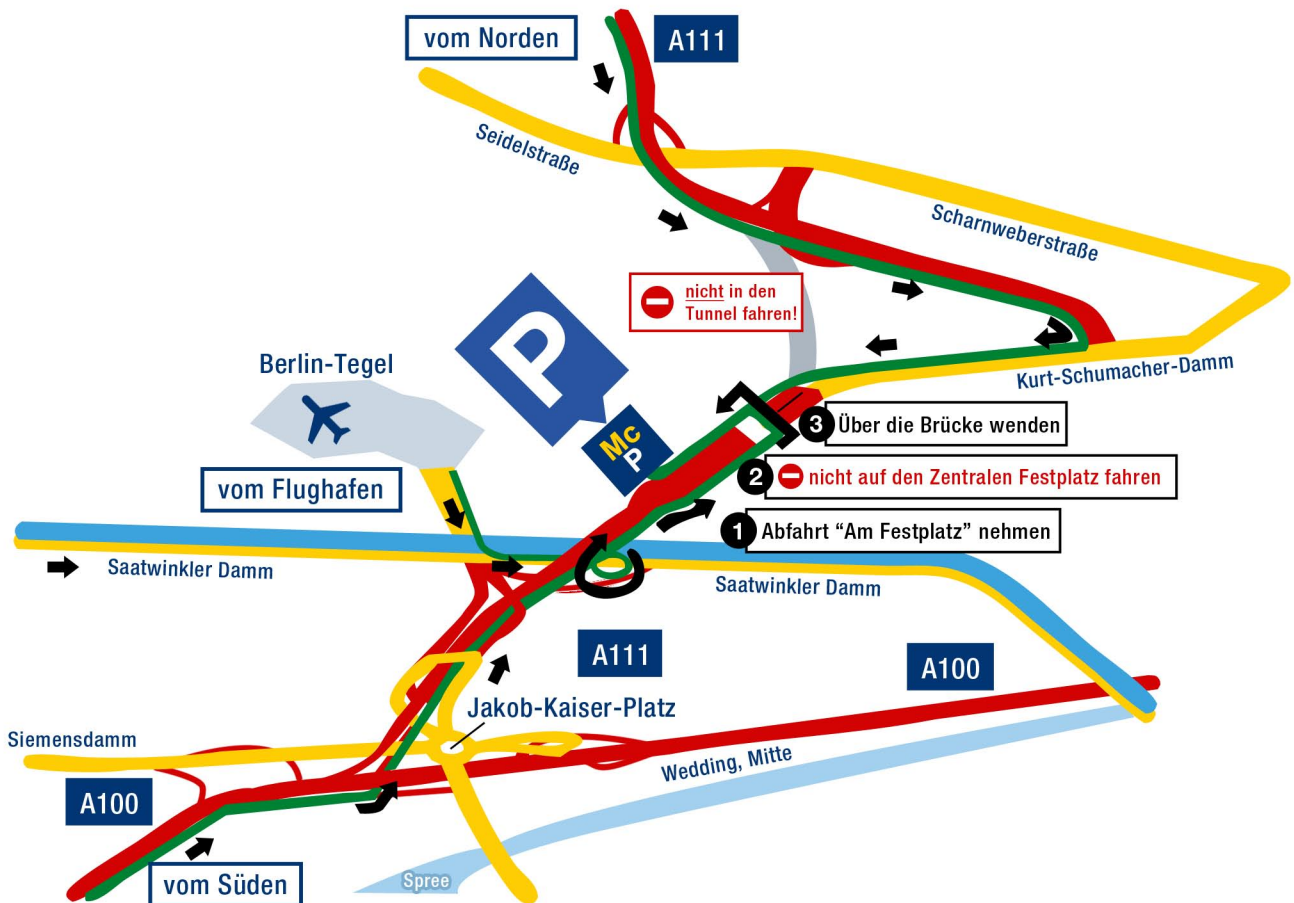 vom Norden
A111
Seidelstraße
Scharnweberstraße
nicht in den
Tunnel fahren!
P
Berlin-Tegel
Kurt-Schumacher-Damm
Mc
P
3 Über die Brücke wenden
2 nicht auf den Zentralen Festplatz fahren
vom Flughafen
1 Abfahrt “Am Festplatz” nehmen
Saatwinkler Damm
Saatwinkler Damm
A111
A100
Jakob-Kaiser-Platz
Siemensdamm
Wedding, Mitte
A100
vom Süden
Spree